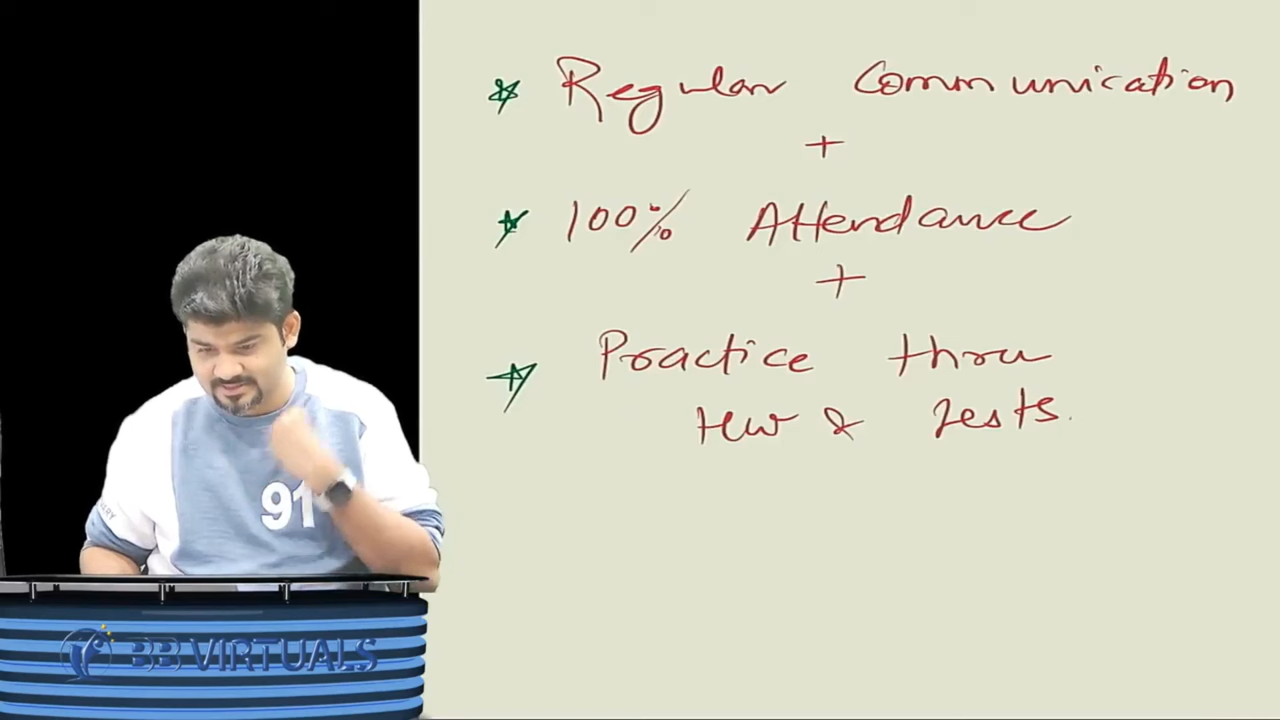 Regular Communication
+
100% Attendance
+
Practice thru
HW & Tests.
91
BB VIRTUALS